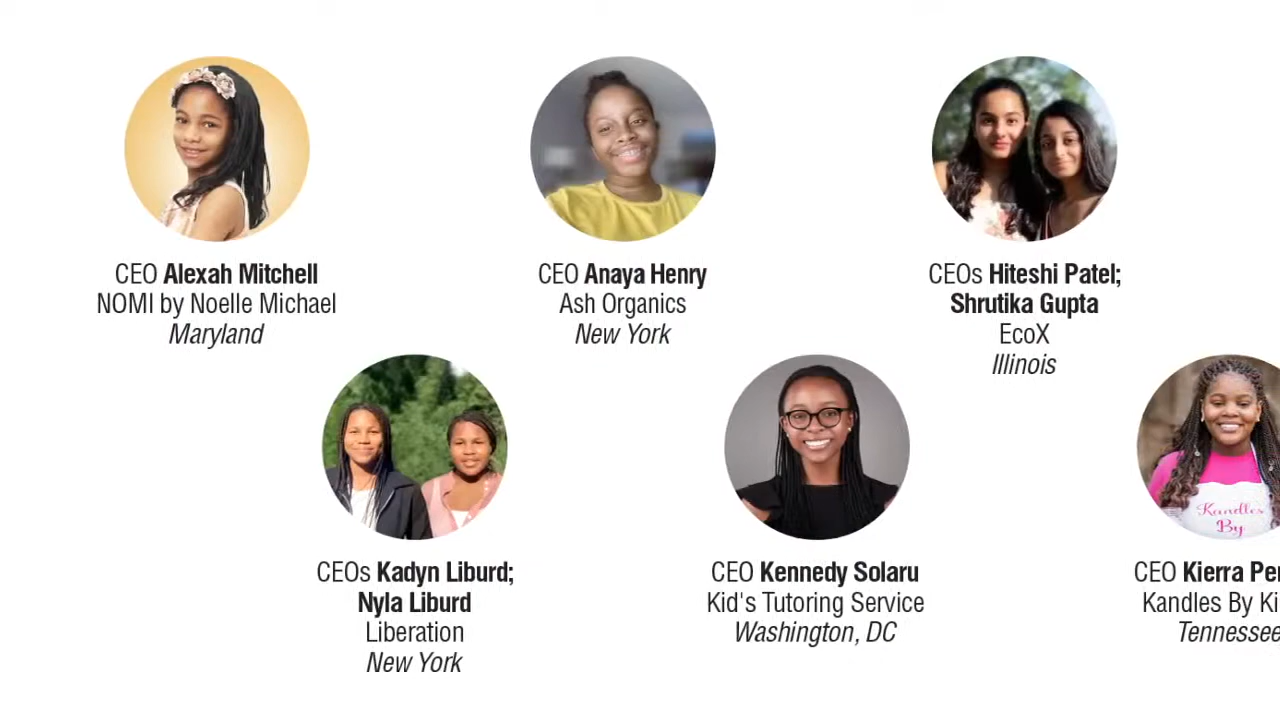 CEO Alexah Mitchell
NOMI by Noelle Michael
Maryland
CEO Anaya Henry
Ash Organics
New York
CEOs Hiteshi Patel;
Shrutika Gupta
EcoX
Illinois
CEOs Kadyn Liburd;
Nyla Liburd
Liberation
New York
CEO Kennedy Solaru
Kid's Tutoring Service
Washington, DC
Kandles
By
CEO Kierra
Kandles By
Tennessee